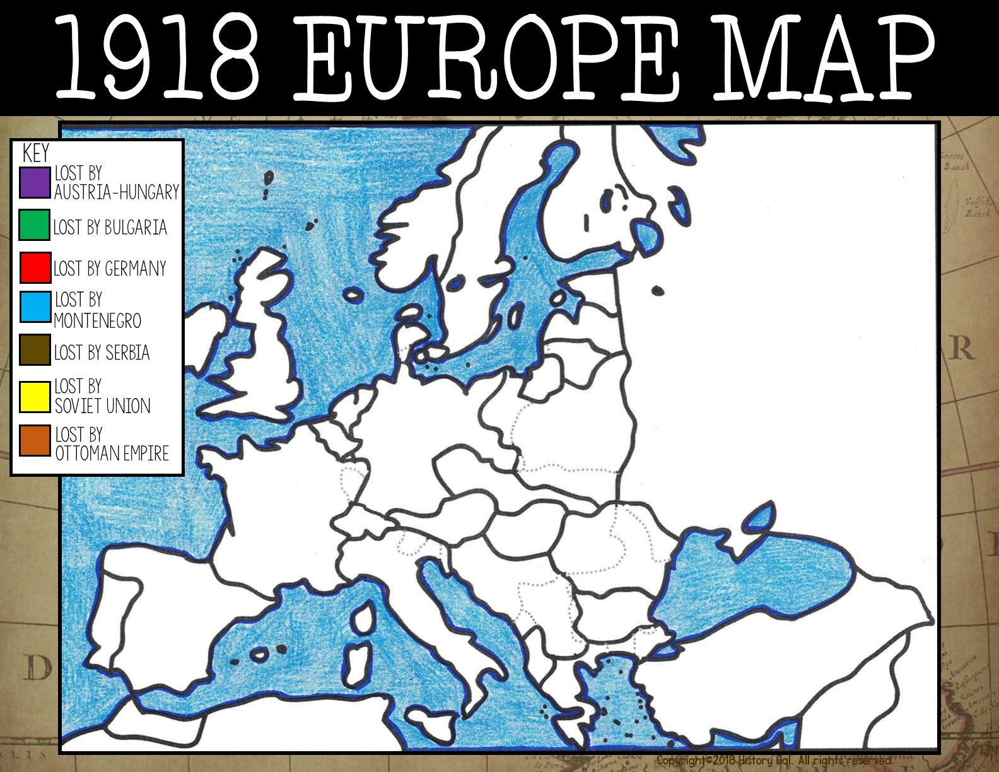 1918 EUROPE MAP
KEY
LOST BY
AUSTRIA-HUNGARY
LOST BY BULGARIA
LOST BY GERMANY
LOST BY
MONTENEGRO
LOST BY SERBIA
LOST BY
SOVIET UNION
LOST BY
OTTOMAN EMPIRE
R
D
Copyright©2018 History Gal. All rights reserved.